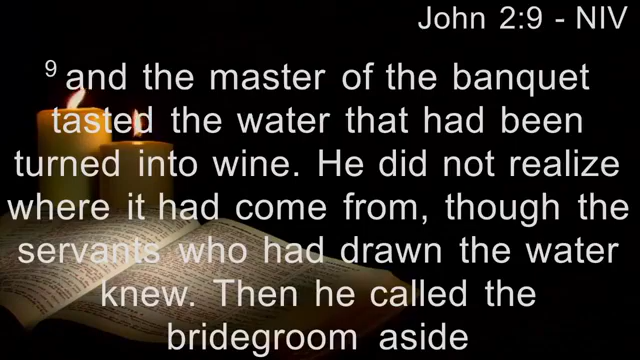 John 2:9 - NIV
9 and the master of the banquet
tasted the water that had been
turned into wine. He did not realize
where it had come from, though the
servants who had drawn the water
knew. Then he called the
bridegroom aside